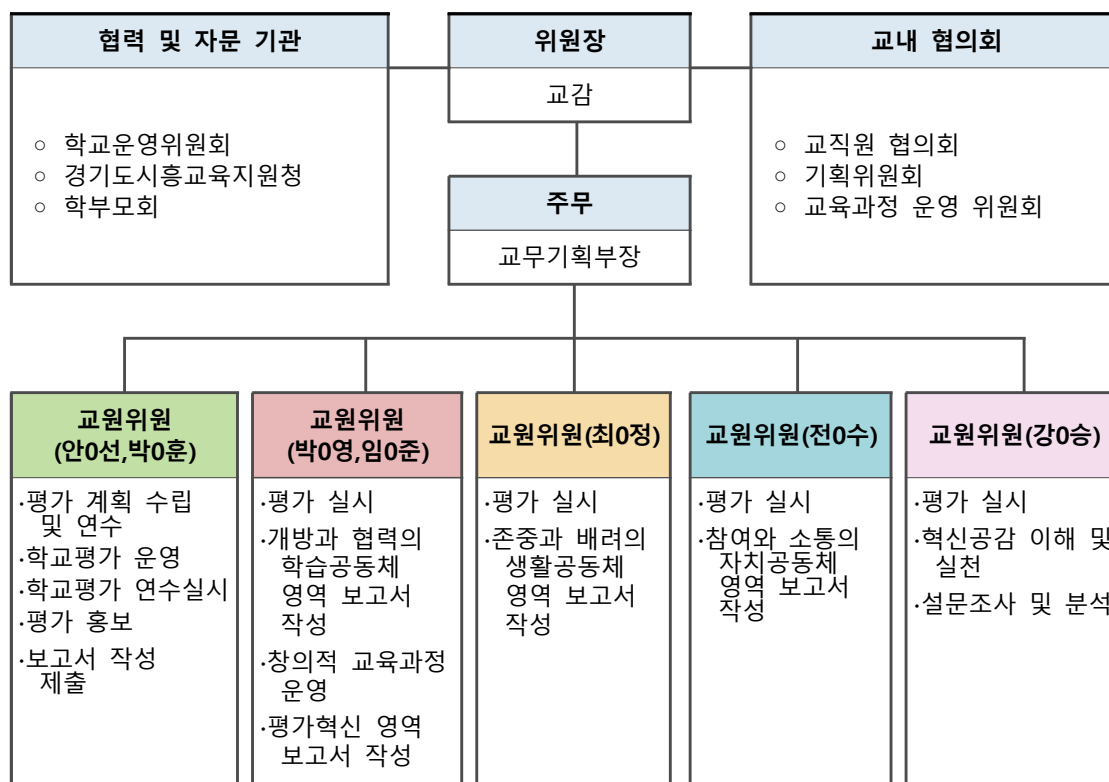 협력 및 자문 기관
○ 학교운영위원회
○ 경기도시흥교육지원청
○ 학부모회
위원장
교감
교내 협의회
○ 교직원 협의회
○ 기획위원회
○ 교육과정 운영 위원회
주무
교무기획부장
교원위원
(안0선,박0훈)
·평가 계획 수립
및 연수
·학교평가 운영
·학교평가 연수실시
·평가 홍보
·보고서 작성
제출
교원위원
(박0영,임0준)
·평가 실시
·개방과 협력의
학습공동체
영역 보고서
작성
·창의적 교육과정
운영
·평가혁신 영역
보고서 작성
교원위원(최0정)
·평가 실시
·존중과 배려의
생활공동체
영역 보고서
작성
교원위원(전0수)
·평가 실시
·참여와 소통의
자치공동체
영역 보고서
작성
교원위원(강0승)
·평가 실시
·혁신공감 이해 및
실천
·설문조사 및 분석